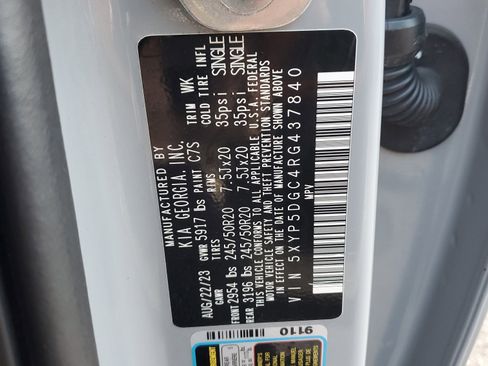 MANUFACTURED BY
KIA GEORGIA, INC.
AUG/22/23 GVWR 5917 lbs PAINT C7S TRIM WK
GAWR RIMS COLD TIRE INFL
FRONT 2954 lbs 245/50R20 7.5Jx20 35psi SINGLE
REAR 3196 lbs 245/50R20 7.5Jx20 35psi SINGLE
THIS VEHICLE CONFORMS TO ALL APPLICABLE U.S.A. FEDERAL
MOTOR VEHICLE SAFETY AND THEFT PREVENTION STANDARDS
IN EFFECT ON THE DATE OF MANUFACTURE SHOWN ABOVE
VIN 5XYP5DGC4RG437840
MPV
9110